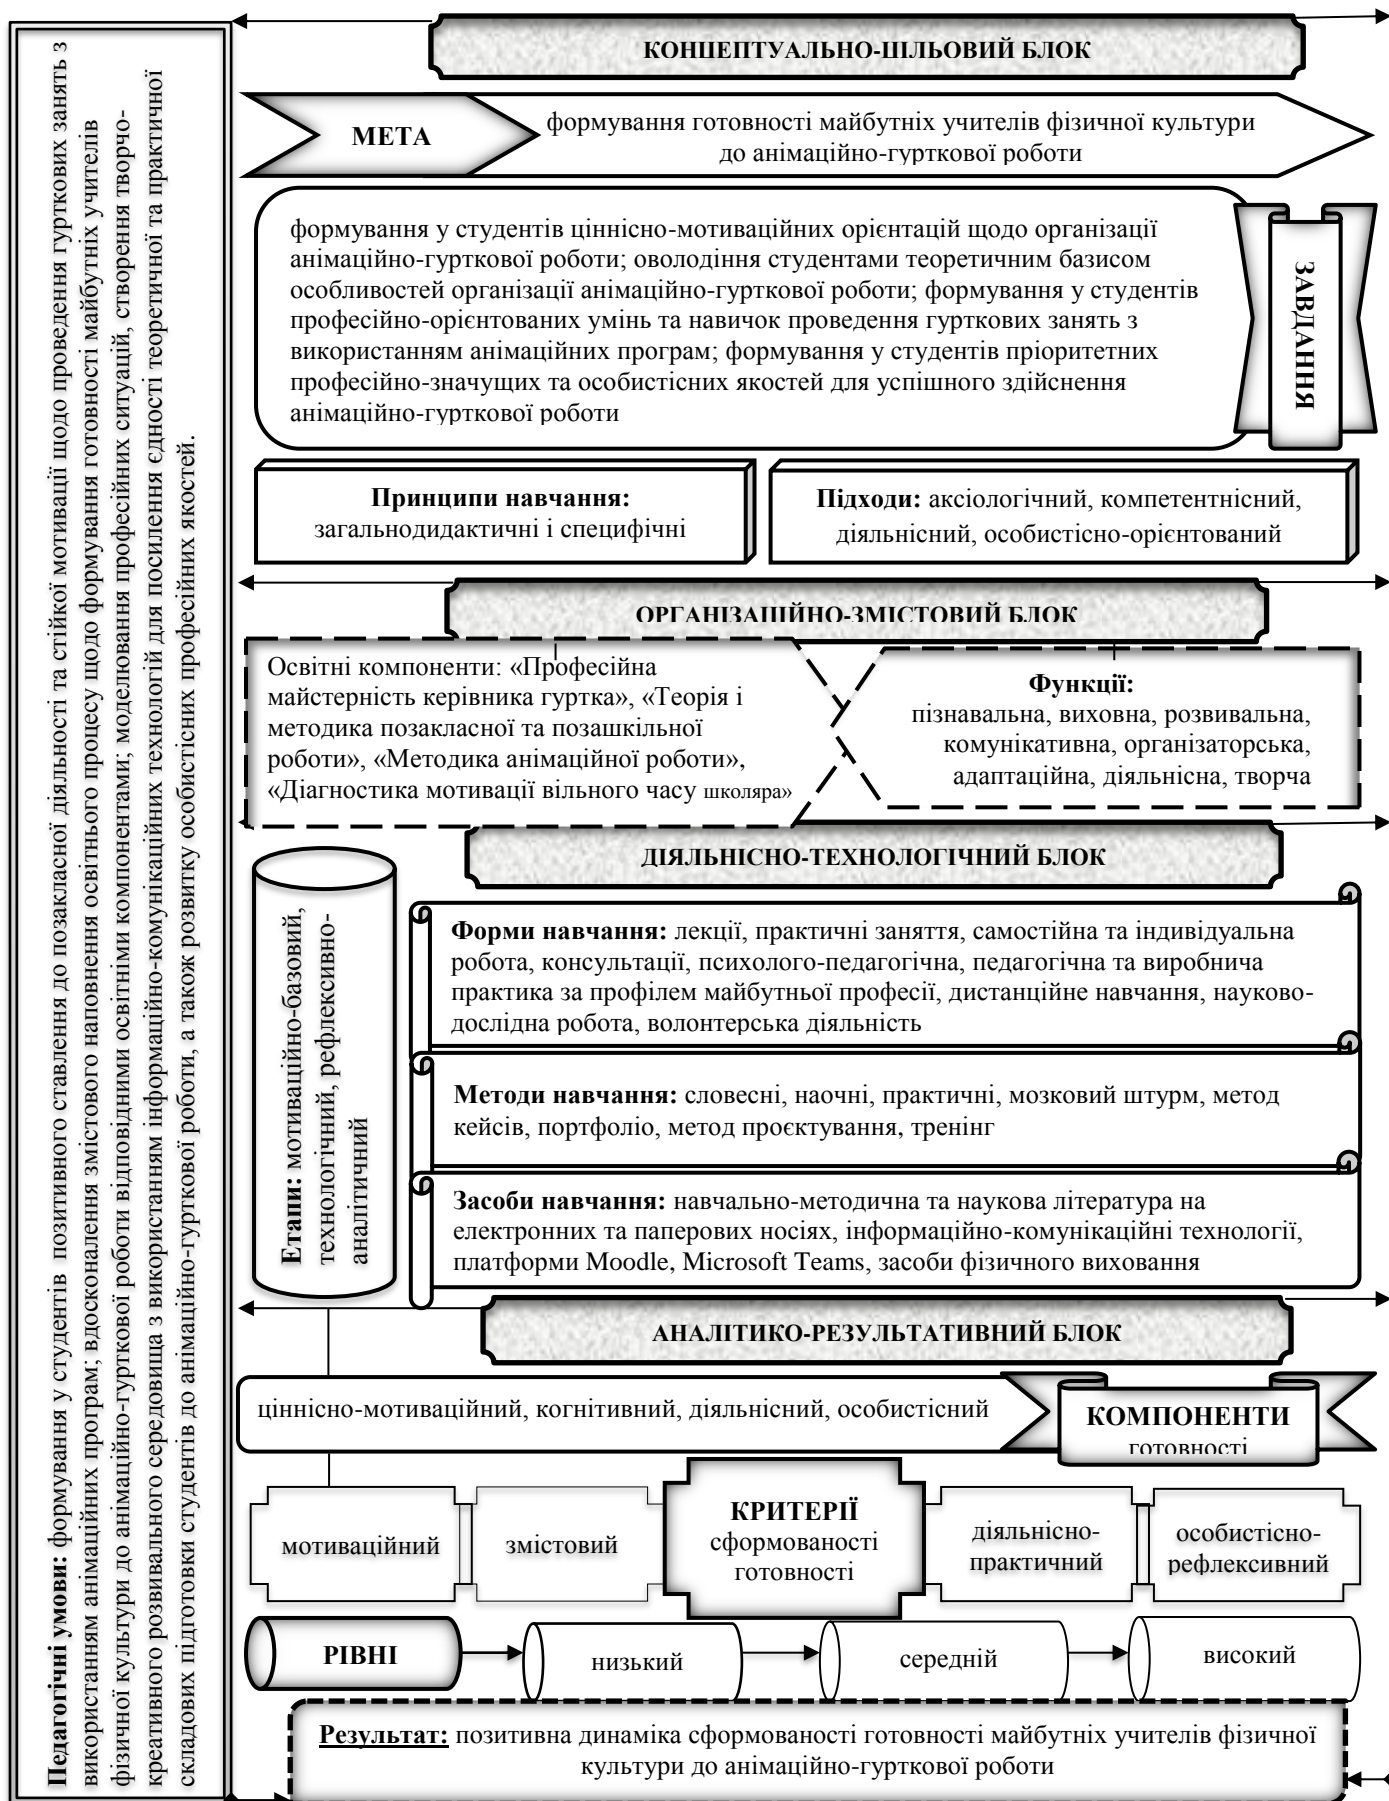 Педагогічні умови: формування у студентів позитивного ставлення до позакласної діяльності та стійкої мотивації щодо проведення гурткових занять з
використанням анімаційних програм; вдосконалення змістового наповнення освітнього процесу щодо формування готовності майбутніх учителів
фізичної культури до анімаційно-гурткової роботи відповідними освітніми компонентами; моделювання професійних ситуацій, створення творчо-
креативного розвивального середовища з використанням інформаційно-комунікаційних технологій для посилення єдності теоретичної та практичної
складових підготовки студентів до анімаційно-гурткової роботи, а також розвитку особистісних професійних якостей.
КОНЦЕПТУАЛЬНО-ЦІЛЬОВИЙ БЛОК
МЕТА
формування готовності майбутніх учителів фізичної культури
до анімаційно-гурткової роботи
формування у студентів ціннісно-мотиваційних орієнтацій щодо організації
анімаційно-гурткової роботи; оволодіння студентами теоретичним базисом
особливостей організації анімаційно-гурткової роботи; формування у студентів
професійно-орієнтованих умінь та навичок проведення гурткових занять з
використанням анімаційних програм; формування у студентів пріоритетних
професійно-значущих та особистісних якостей для успішного здійснення
анімаційно-гурткової роботи
ЗАВДАННЯ
Принципи навчання:
загальнодидактичні і специфічні
Підходи: аксіологічний, компетентнісний,
діяльнісний, особистісно-орієнтований
ОРГАНІЗАЦІЙНО-ЗМІСТОВИЙ БЛОК
Освітні компоненти: «Професійна
майстерність керівника гуртка», «Теорія і
методика позакласної та позашкільної
роботи», «Методика анімаційної роботи»,
«Діагностика мотивації вільного часу школяра»
Функції:
пізнавальна, виховна, розвивальна,
комунікативна, організаторська,
адаптаційна, діяльнісна, творча
ДІЯЛЬНІСНО-ТЕХНОЛОГІЧНИЙ БЛОК
Етапи: мотиваційно-базовий,
технологічний, рефлексивно-
аналітичний
Форми навчання: лекції, практичні заняття, самостійна та індивідуальна
робота, консультації, психолого-педагогічна, педагогічна та виробнича
практика за профілем майбутньої професії, дистанційне навчання, науково-
дослідна робота, волонтерська діяльність
Методи навчання: словесні, наочні, практичні, мозковий штурм, метод
кейсів, портфоліо, метод проєктування, тренінг
Засоби навчання: навчально-методична та наукова література на
електронних та паперових носіях, інформаційно-комунікаційні технології,
платформи Moodle, Microsoft Teams, засоби фізичного виховання
АНАЛІТИКО-РЕЗУЛЬТАТИВНИЙ БЛОК
ціннісно-мотиваційний, когнітивний, діяльнісний, особистісний
КОМПОНЕНТИ
готовності
мотиваційний
змістовий
КРИТЕРІЇ
сформованості
готовності
діяльнісно-
практичний
особистісно-
рефлексивний
РІВНІ
низький
середній
високий
Результат: позитивна динаміка сформованості готовності майбутніх учителів фізичної
культури до анімаційно-гурткової роботи